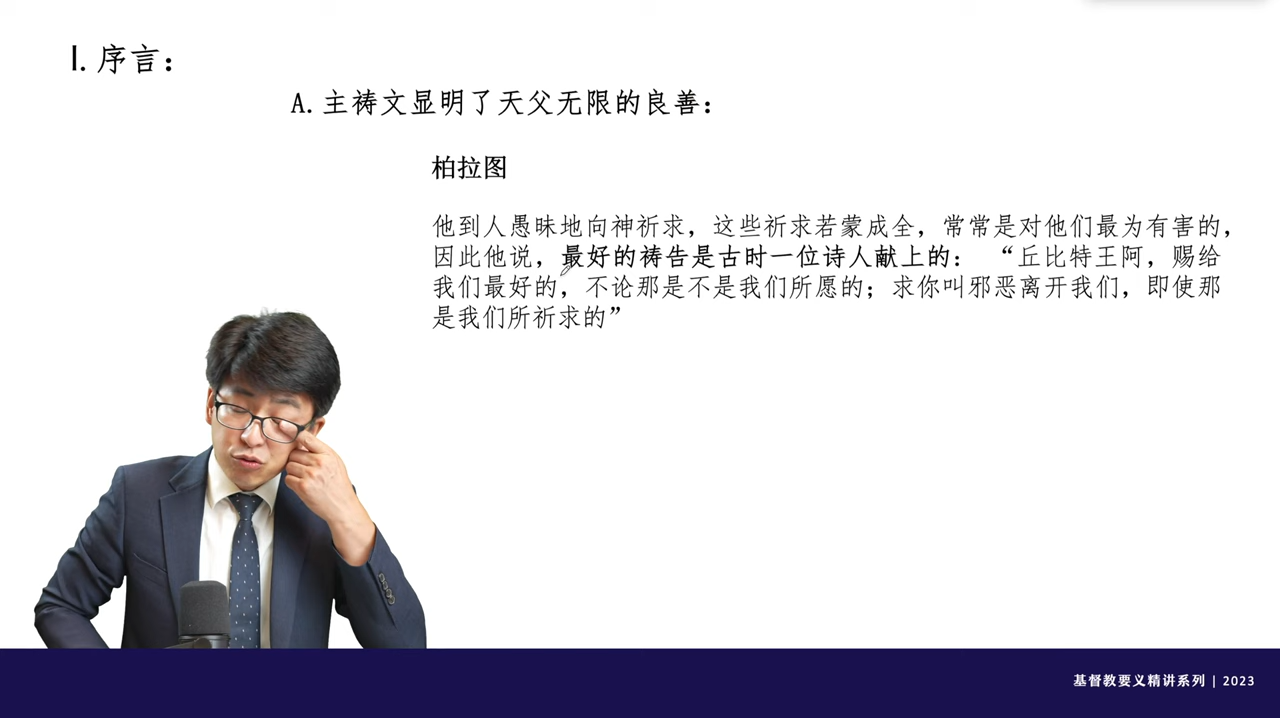 I. 序言：
A. 主祷文显明了天父无限的良善：
柏拉图
他到人愚昧地向神祈求，这些祈求若蒙成全，常常是对他们最为有害的，
因此他说，最好的祷告是古时一位诗人献上的： “丘比特王阿，赐给
我们最好的，不论那是不是我们所愿的；求你叫邪恶离开我们，即使那
是我们所祈求的”
基督教要义精讲系列 | 2023